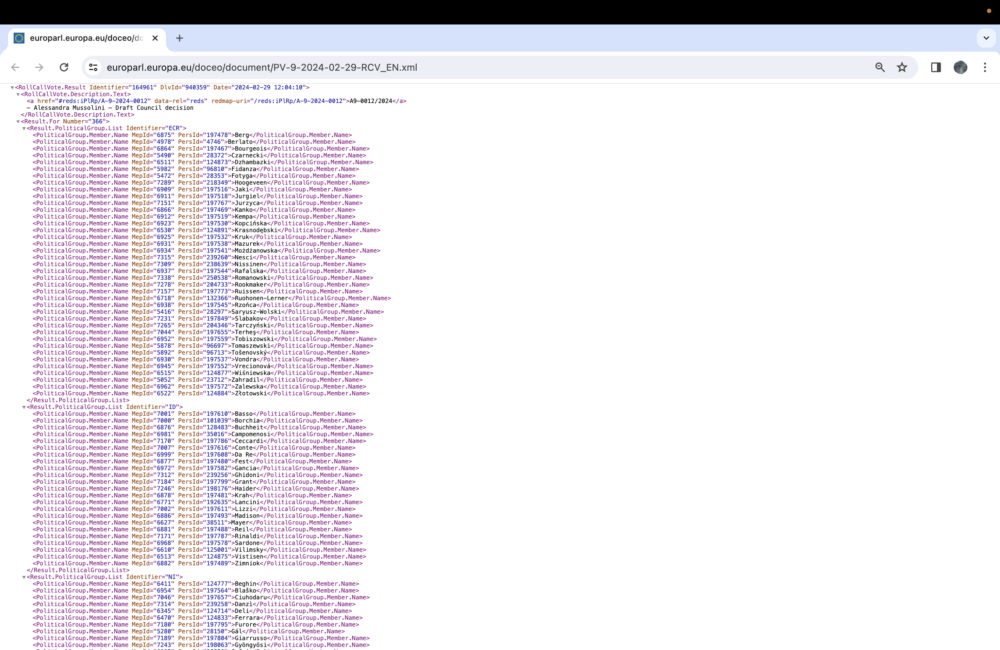 europarl.europa.eu/doceo/do
europarl.europa.eu/doceo/document/PV-9-2024-02-29-RCV_EN.xml
<RollCallVote.Result Identifier="164961" DlvId="940359" Date="2024-02-29 12:04:10">
<RollCallVote.Description.Text>
<a href="#reds:iPlRp/A-9-2024-0012" data-rel="reds" redmap-uri="/reds:iPlRp/A-9-2024-0012">A9-0012/2024</a>
– Alessandra Mussolini – Draft Council decision
</RollCallVote.Description.Text>
<Result.For Number="366">
<Result.PoliticalGroup.List Identifier="ECR">
<PoliticalGroup.Member.Name MepId="6875" PersId="197478">Berg</PoliticalGroup.Member.Name>
<PoliticalGroup.Member.Name MepId="4978" PersId="4746">Berlato</PoliticalGroup.Member.Name>
<PoliticalGroup.Member.Name MepId="6864" PersId="197467">Bourgeois</PoliticalGroup.Member.Name>
<PoliticalGroup.Member.Name MepId="5490" PersId="28372">Czarnecki</PoliticalGroup.Member.Name>
<PoliticalGroup.Member.Name MepId="6511" PersId="124873">Dzhambazki</PoliticalGroup.Member.Name>
<PoliticalGroup.Member.Name MepId="5982" PersId="96810">Fidanza</PoliticalGroup.Member.Name>
<PoliticalGroup.Member.Name MepId="5472" PersId="28353">Fotyga</PoliticalGroup.Member.Name>
<PoliticalGroup.Member.Name MepId="7289" PersId="218349">Hoogeveen</PoliticalGroup.Member.Name>
<PoliticalGroup.Member.Name MepId="6909" PersId="197516">Jaki</PoliticalGroup.Member.Name>
<PoliticalGroup.Member.Name MepId="6911" PersId="197518">Jurgiel</PoliticalGroup.Member.Name>
<PoliticalGroup.Member.Name MepId="7151" PersId="197767">Jurzyca</PoliticalGroup.Member.Name>
<PoliticalGroup.Member.Name MepId="6866" PersId="197469">Kanko</PoliticalGroup.Member.Name>
<PoliticalGroup.Member.Name MepId="6912" PersId="197519">Kempa</PoliticalGroup.Member.Name>
<PoliticalGroup.Member.Name MepId="6923" PersId="197530">Kopcińska</PoliticalGroup.Member.Name>
<PoliticalGroup.Member.Name MepId="6530" PersId="124891">Krasnodębski</PoliticalGroup.Member.Name>
<PoliticalGroup.Member.Name MepId="6925" PersId="197532">Kruk</PoliticalGroup.Member.Name>
<PoliticalGroup.Member.Name MepId="6931" PersId="197538">Mazurek</PoliticalGroup.Member.Name>
<PoliticalGroup.Member.Name MepId="6934" PersId="197541">Możdżanowska</PoliticalGroup.Member.Name>
<PoliticalGroup.Member.Name MepId="7315" PersId="239260">Nesci</PoliticalGroup.Member.Name>
<PoliticalGroup.Member.Name MepId="7309" PersId="238639">Nissinen</PoliticalGroup.Member.Name>
<PoliticalGroup.Member.Name MepId="6937" PersId="197544">Rafalska</PoliticalGroup.Member.Name>
<PoliticalGroup.Member.Name MepId="7338" PersId="250538">Romanowski</PoliticalGroup.Member.Name>
<PoliticalGroup.Member.Name MepId="7278" PersId="204733">Rookmaker</PoliticalGroup.Member.Name>
<PoliticalGroup.Member.Name MepId="7157" PersId="197773">Ruissen</PoliticalGroup.Member.Name>
<PoliticalGroup.Member.Name MepId="6718" PersId="132366">Ruohonen-Lerner</PoliticalGroup.Member.Name>
<PoliticalGroup.Member.Name MepId="6938" PersId="197545">Rzońca</PoliticalGroup.Member.Name>
<PoliticalGroup.Member.Name MepId="5416" PersId="28297">Saryusz-Wolski</PoliticalGroup.Member.Name>
<PoliticalGroup.Member.Name MepId="7231" PersId="197849">Slabakov</PoliticalGroup.Member.Name>
<PoliticalGroup.Member.Name MepId="7265" PersId="204346">Tarczyński</PoliticalGroup.Member.Name>
<PoliticalGroup.Member.Name MepId="7044" PersId="197655">Terheş</PoliticalGroup.Member.Name>
<PoliticalGroup.Member.Name MepId="6952" PersId="197559">Tobiszowski</PoliticalGroup.Member.Name>
<PoliticalGroup.Member.Name MepId="5878" PersId="96697">Tomaszewski</PoliticalGroup.Member.Name>
<PoliticalGroup.Member.Name MepId="5892" PersId="96713">Tošenovský</PoliticalGroup.Member.Name>
<PoliticalGroup.Member.Name MepId="6930" PersId="197537">Vondra</PoliticalGroup.Member.Name>
<PoliticalGroup.Member.Name MepId="6945" PersId="197552">Vrecionová</PoliticalGroup.Member.Name>
<PoliticalGroup.Member.Name MepId="6515" PersId="124877">Wiśniewska</PoliticalGroup.Member.Name>
<PoliticalGroup.Member.Name MepId="5052" PersId="23712">Zahradil</PoliticalGroup.Member.Name>
<PoliticalGroup.Member.Name MepId="6962" PersId="197572">Zalewska</PoliticalGroup.Member.Name>
<PoliticalGroup.Member.Name MepId="6522" PersId="124884">Złotowski</PoliticalGroup.Member.Name>
</Result.PoliticalGroup.List>
<Result.PoliticalGroup.List Identifier="ID">
<PoliticalGroup.Member.Name MepId="7001" PersId="197610">Basso</PoliticalGroup.Member.Name>
<PoliticalGroup.Member.Name MepId="7000" PersId="101039">Borchia</PoliticalGroup.Member.Name>
<PoliticalGroup.Member.Name MepId="6876" PersId="128483">Buchheit</PoliticalGroup.Member.Name>
<PoliticalGroup.Member.Name MepId="6981" PersId="35016">Campomenosi</PoliticalGroup.Member.Name>
<PoliticalGroup.Member.Name MepId="7170" PersId="197786">Ceccardi</PoliticalGroup.Member.Name>
<PoliticalGroup.Member.Name MepId="7007" PersId="197616">Conte</PoliticalGroup.Member.Name>
<PoliticalGroup.Member.Name MepId="6999" PersId="197608">Da Re</PoliticalGroup.Member.Name>
<PoliticalGroup.Member.Name MepId="6877" PersId="197480">Fest</PoliticalGroup.Member.Name>
<PoliticalGroup.Member.Name MepId="6972" PersId="197582">Gancia</PoliticalGroup.Member.Name>
<PoliticalGroup.Member.Name MepId="7312" PersId="239256">Ghidoni</PoliticalGroup.Member.Name>
<PoliticalGroup.Member.Name MepId="7184" PersId="197799">Grant</PoliticalGroup.Member.Name>
<PoliticalGroup.Member.Name MepId="7246" PersId="198176">Haider</PoliticalGroup.Member.Name>
<PoliticalGroup.Member.Name MepId="6878" PersId="197481">Krah</PoliticalGroup.Member.Name>
<PoliticalGroup.Member.Name MepId="6771" PersId="192635">Lancini</PoliticalGroup.Member.Name>
<PoliticalGroup.Member.Name MepId="7002" PersId="197611">Lizzi</PoliticalGroup.Member.Name>
<PoliticalGroup.Member.Name MepId="6886" PersId="197493">Madison</PoliticalGroup.Member.Name>
<PoliticalGroup.Member.Name MepId="6627" PersId="38511">Mayer</PoliticalGroup.Member.Name>
<PoliticalGroup.Member.Name MepId="6881" PersId="197488">Reil</PoliticalGroup.Member.Name>
<PoliticalGroup.Member.Name MepId="7171" PersId="197787">Rinaldi</PoliticalGroup.Member.Name>
<PoliticalGroup.Member.Name MepId="6968" PersId="197578">Sardone</PoliticalGroup.Member.Name>
<PoliticalGroup.Member.Name MepId="6610" PersId="125001">Vilimsky</PoliticalGroup.Member.Name>
<PoliticalGroup.Member.Name MepId="6513" PersId="124875">Vistisen</PoliticalGroup.Member.Name>
<PoliticalGroup.Member.Name MepId="6882" PersId="197489">Zimniok</PoliticalGroup.Member.Name>
</Result.PoliticalGroup.List>
<Result.PoliticalGroup.List Identifier="NI">
<PoliticalGroup.Member.Name MepId="6411" PersId="124777">Beghin</PoliticalGroup.Member.Name>
<PoliticalGroup.Member.Name MepId="6954" PersId="197564">Blaško</PoliticalGroup.Member.Name>
<PoliticalGroup.Member.Name MepId="7046" PersId="197657">Ciuhodaru</PoliticalGroup.Member.Name>
<PoliticalGroup.Member.Name MepId="7314" PersId="239258">Danzì</PoliticalGroup.Member.Name>
<PoliticalGroup.Member.Name MepId="6345" PersId="124714">Deli</PoliticalGroup.Member.Name>
<PoliticalGroup.Member.Name MepId="6470" PersId="124833">Ferrara</PoliticalGroup.Member.Name>
<PoliticalGroup.Member.Name MepId="7180" PersId="197795">Furore</PoliticalGroup.Member.Name>
<PoliticalGroup.Member.Name MepId="5280" PersId="28150">Gál</PoliticalGroup.Member.Name>
<PoliticalGroup.Member.Name MepId="7189" PersId="197804">Giarrusso</PoliticalGroup.Member.Name>
<PoliticalGroup.Member.Name MepId="7243" PersId="198063">Gyöngyösi</PoliticalGroup.Member.Name>